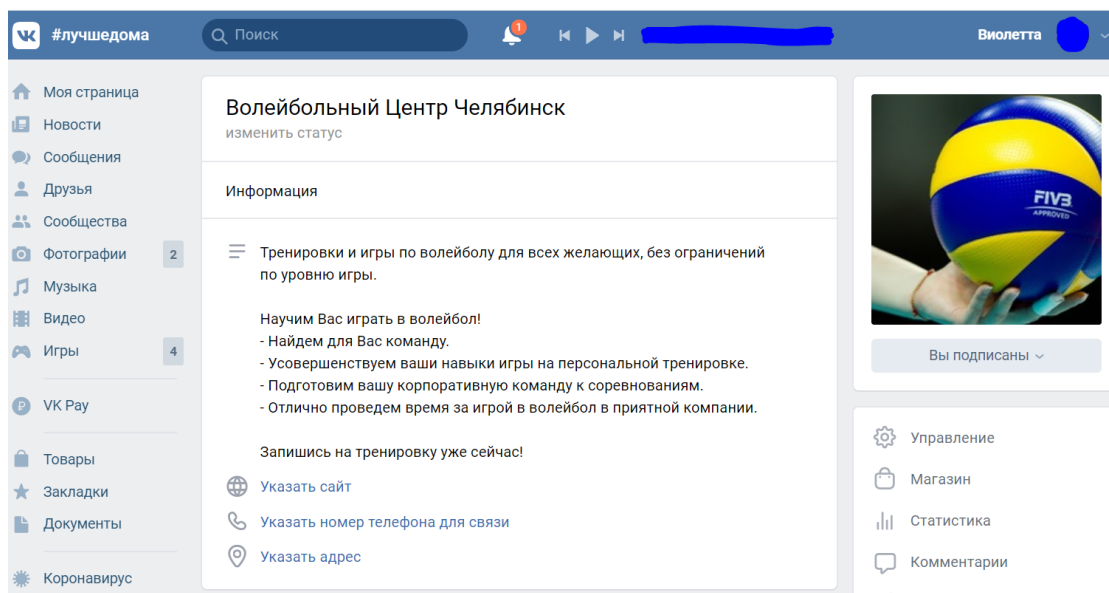 #лучшедома
Поиск
1
Виолетта
Моя страница
Новости
Сообщения
Друзья
Сообщества
Фотографии 2
Музыка
Видео
Игры 4
VK Pay
Товары
Закладки
Документы
Коронавирус
Волейбольный Центр Челябинск
изменить статус
Информация
Тренировки и игры по волейболу для всех желающих, без ограничений
по уровню игры.
Научим Вас играть в волейбол!
- Найдем для Вас команду.
- Усовершенствуем ваши навыки игры на персональной тренировке.
- Подготовим вашу корпоративную команду к соревнованиям.
- Отлично проведем время за игрой в волейбол в приятной компании.
Запишись на тренировку уже сейчас!
Указать сайт
Указать номер телефона для связи
Указать адрес
FIVB
APPROVED
Вы подписаны
Управление
Магазин
Статистика
Комментарии